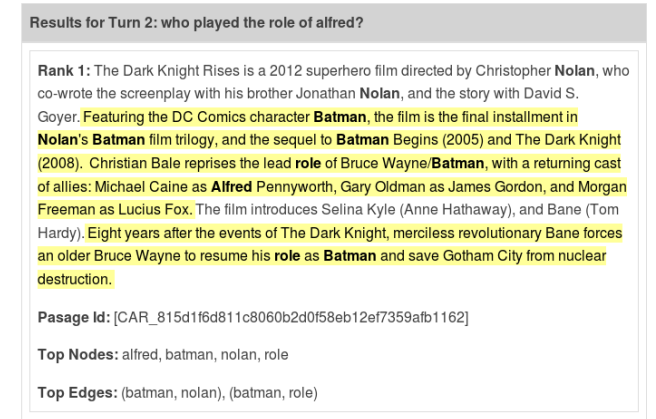 Results for Turn 2: who played the role of alfred?
Rank 1: The Dark Knight Rises is a 2012 superhero film directed by Christopher Nolan, who
co-wrote the screenplay with his brother Jonathan Nolan, and the story with David S.
Goyer. Featuring the DC Comics character Batman, the film is the final installment in
Nolan's Batman film trilogy, and the sequel to Batman Begins (2005) and The Dark Knight
(2008). Christian Bale reprises the lead role of Bruce Wayne/Batman, with a returning cast
of allies: Michael Caine as Alfred Pennyworth, Gary Oldman as James Gordon, and Morgan
Freeman as Lucius Fox. The film introduces Selina Kyle (Anne Hathaway), and Bane (Tom
Hardy). Eight years after the events of The Dark Knight, merciless revolutionary Bane forces
an older Bruce Wayne to resume his role as Batman and save Gotham City from nuclear
destruction.
Pasage Id: [CAR_815d1f6d811c8060b2d0f58eb12ef7359afb1162]
Top Nodes: alfred, batman, nolan, role
Top Edges: (batman, nolan), (batman, role)